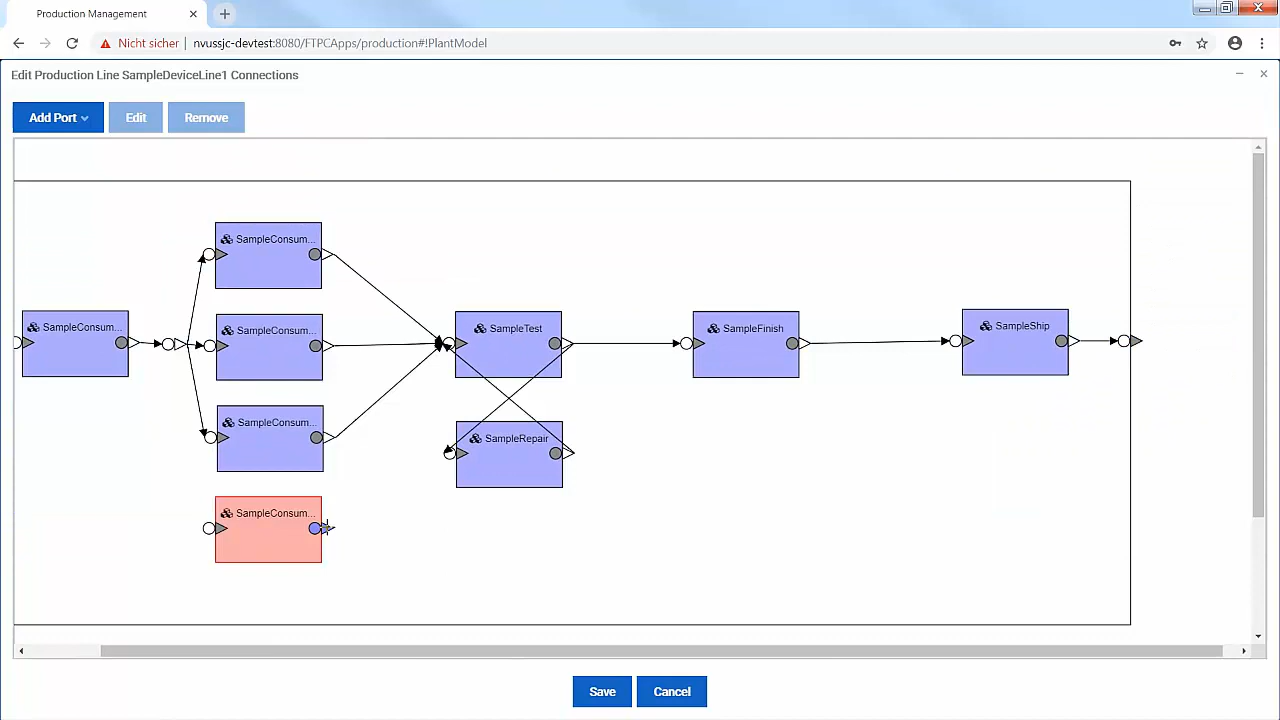 Production Management
Nicht sicher
nvussjc-devtest:8080/FTPCApps/production#!PlantModel
Edit Production Line SampleDeviceLine1 Connections
Add Port
Edit
Remove
SampleConsum...
SampleConsum...
SampleConsum...
SampleConsum...
SampleConsum...
SampleTest
SampleRepair
SampleFinish
SampleShip
Save
Cancel